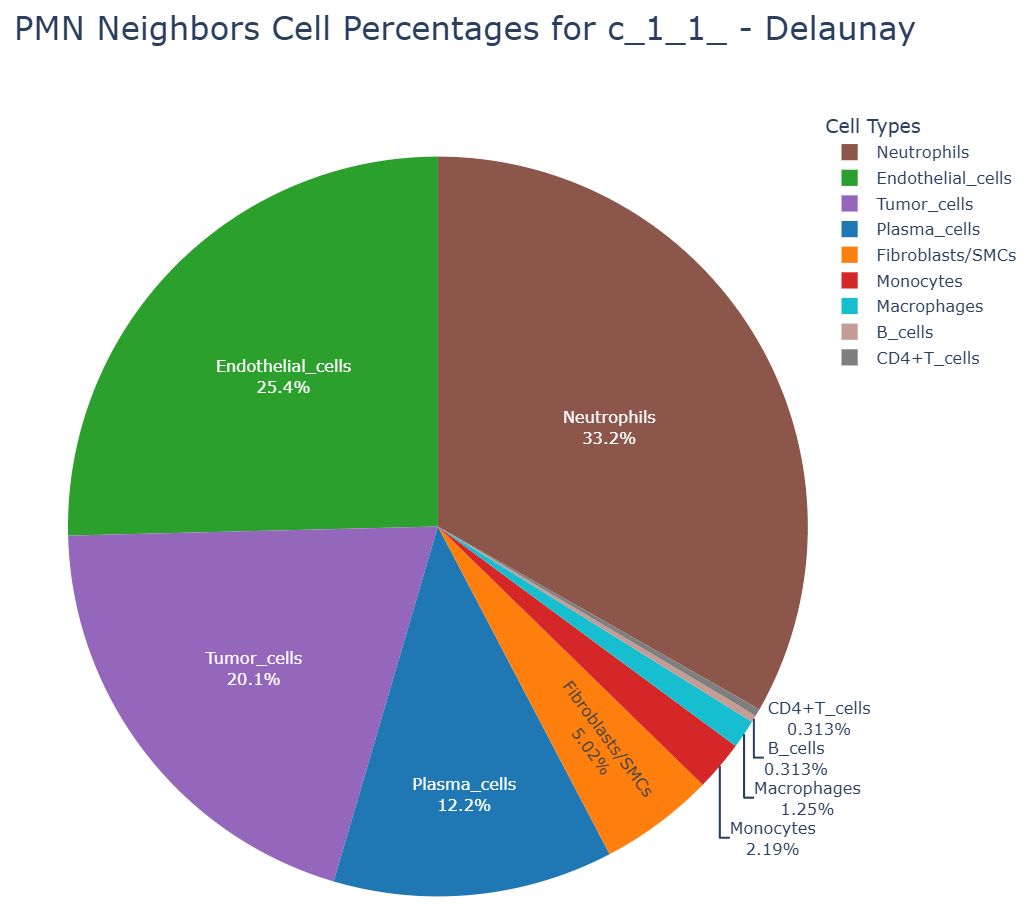 PMN Neighbors Cell Percentages for c_1_1_ - Delaunay
Cell Types
Neutrophils
Endothelial_cells
Tumor_cells
Plasma_cells
Fibroblasts/SMCs
Monocytes
Macrophages
B_cells
CD4+T_cells
Endothelial_cells
25.4%
Neutrophils
33.2%
Tumor_cells
20.1%
Plasma_cells
12.2%
Fibroblasts/SMCs
5.02%
CD4+T_cells
0.313%
B_cells
0.313%
Macrophages
1.25%
Monocytes
2.19%